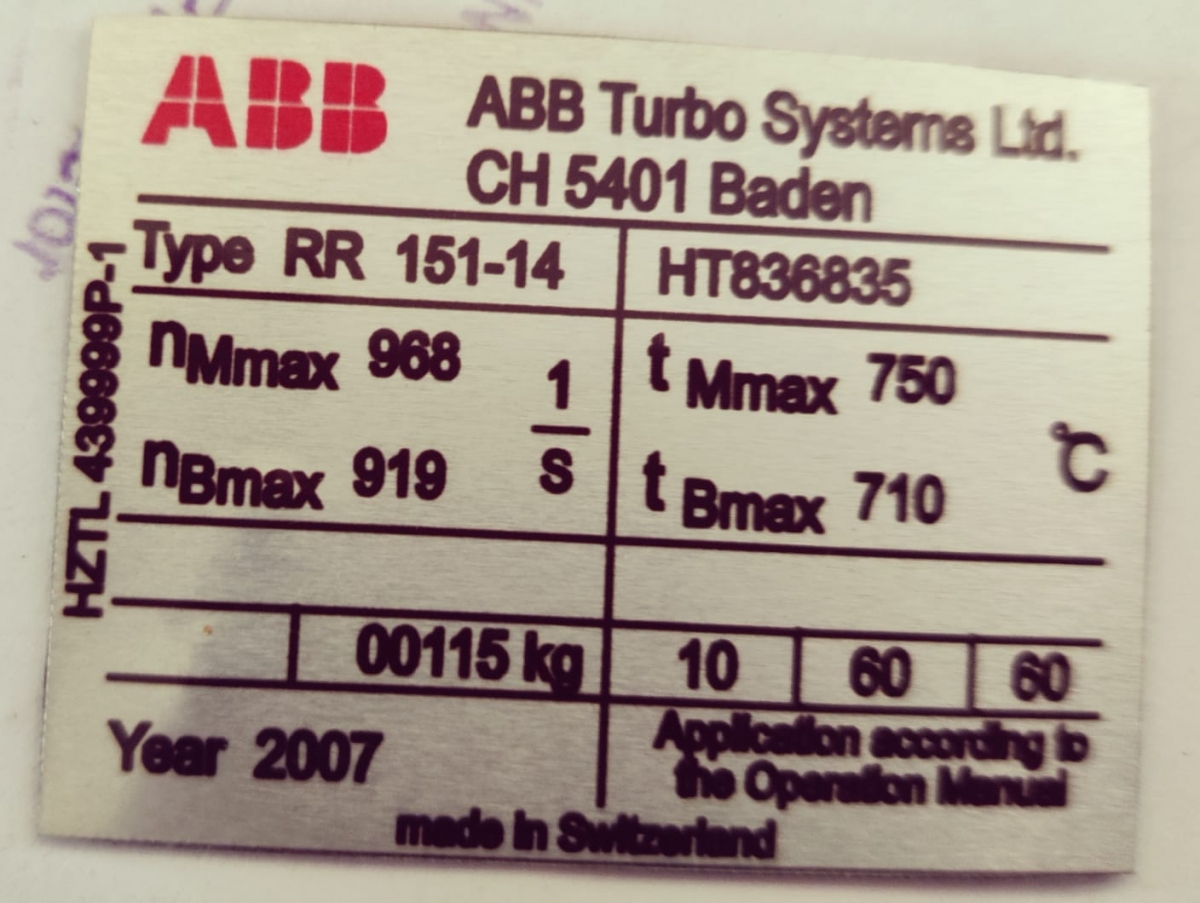 ABB
ABB Turbo Systems Ltd.
CH 5401 Baden
Type RR 151-14
HT836835
nMmax 968
1/S
nBmax 919
tMmax 750
°C
tBmax 710
HZTL 439999P-1
00115 kg
10 60 60
Year 2007
Application according to
the Operation Manual
made in Switzerland